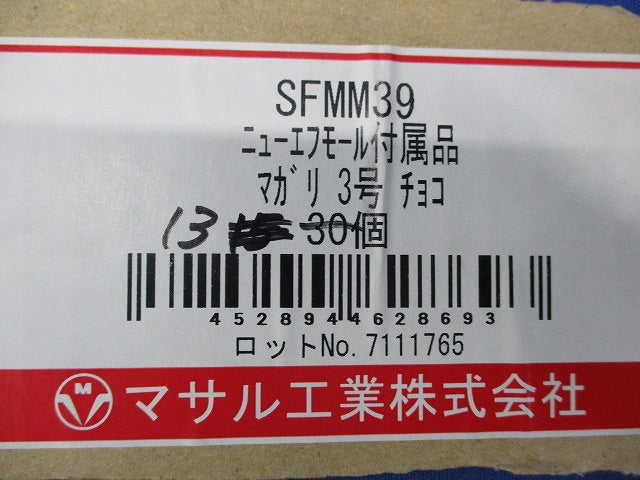 SFMM39
ﾆｭｰｴﾌﾓｰﾙ付属品
ﾏｶﾞﾘ 3号 ﾁｮｺ
13 30個
4528944628693
ロットNo.7111765
M マサル工業株式会社